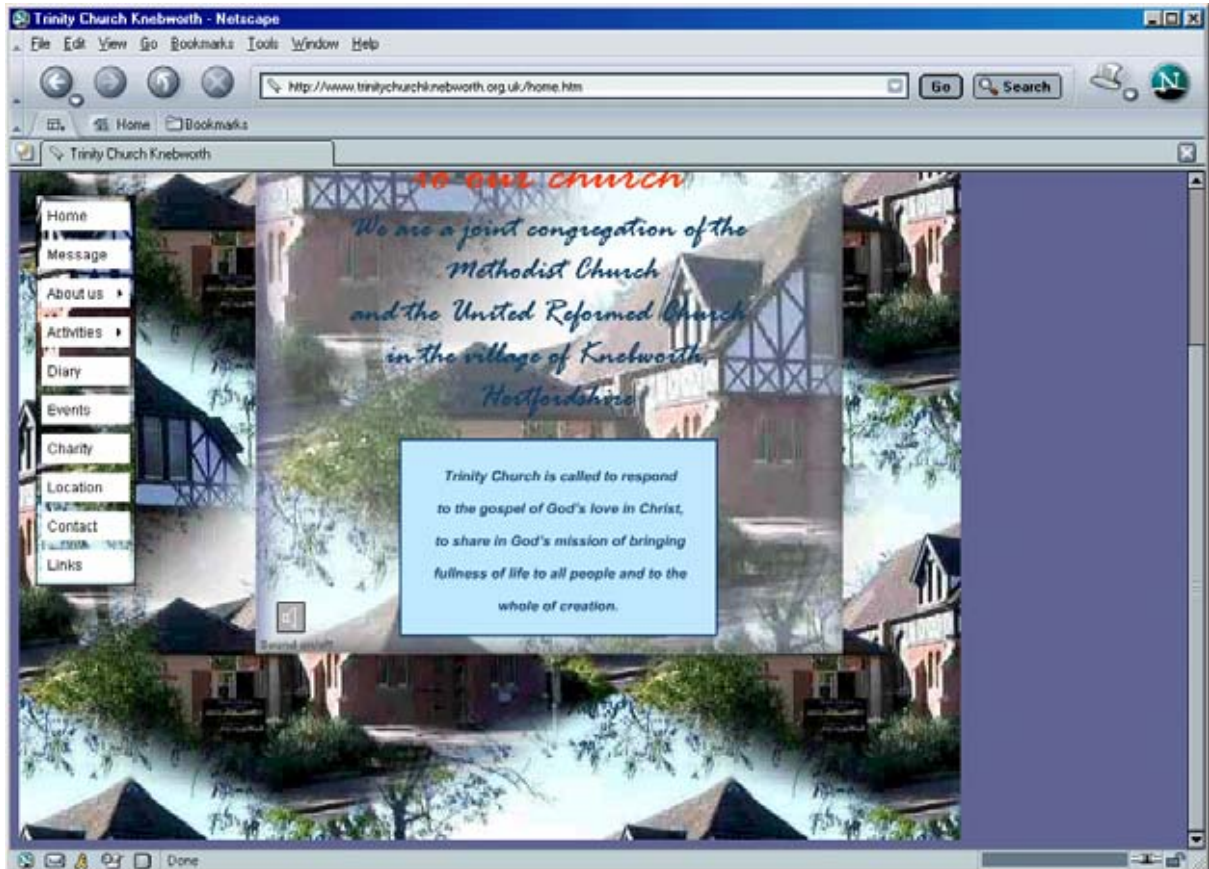 Trinity Church Knebworth - Netscape
File Edit View Go Bookmarks Tools Window Help
http://www.trinitychurchknebworth.org.uk/home.htm Go Search N
Home Bookmarks
Trinity Church Knebworth
to our church
We are a joint congregation of the
Methodist Church
and the United Reformed Church
in the village of Knebworth,
Hertfordshire
Home
Message
About us
Activities
Diary
Events
Charity
Location
Contact
Links
Trinity Church is called to respond
to the gospel of God's love in Christ,
to share in God's mission of bringing
fullness of life to all people and to the
whole of creation.
Sound on/off
Done